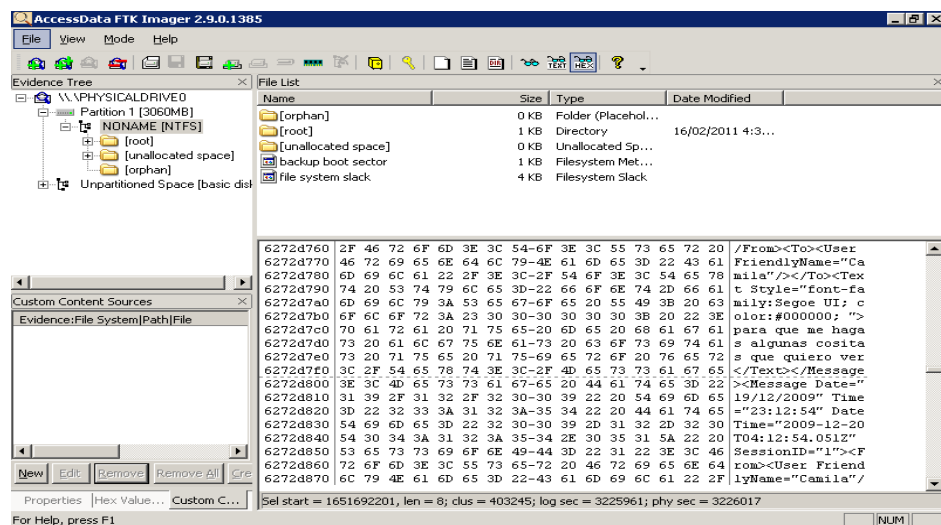 AccessData FTK Imager 2.9.0.1385
File View Mode Help
Evidence Tree
\\.\PHYSICALDRIVE0
Partition 1 [3060MB]
NONAME [NTFS]
[root]
[unallocated space]
[orphan]
Unpartitioned Space [basic disk
Custom Content Sources
Evidence:File System|Path|File
New Edit Remove Remove All Cre
Properties Hex Value... Custom C...
File List
Name Size Type Date Modified
[orphan] 0 KB Folder (Placehol...
[root] 1 KB Directory 16/02/2011 4:3...
[unallocated space] 0 KB Unallocated Sp...
backup boot sector 1 KB Filesystem Met...
file system slack 4 KB Filesystem Slack
6272d760 2F 46 72 6F 6D 3E 3C 54-6F 3E 3C 55 73 65 72 20 /From><To><User
6272d770 46 72 69 65 6E 64 6C 79-4E 61 6D 65 3D 22 43 61 FriendlyName="Ca
6272d780 6D 69 6C 61 22 2F 3E 3C-2F 54 6F 3E 3C 54 65 78 mila"/></To><Tex
6272d790 74 20 53 74 79 6C 65 3D-22 66 6F 6E 74 2D 66 61 t Style="font-fa
6272d7a0 6D 69 6C 79 3A 53 65 67-6F 65 20 55 49 3B 20 63 mily:Segoe UI; c
6272d7b0 6F 6C 6F 72 3A 23 30 30-30 30 30 30 3B 20 22 3E olor:#000000; ">
6272d7c0 70 61 72 61 20 71 75 65-20 6D 65 20 68 61 67 61 para que me haga
6272d7d0 73 20 61 6C 67 75 6E 61-73 20 63 6F 73 69 74 61 s algunas cosita
6272d7e0 73 20 71 75 65 20 71 75-69 65 72 6F 20 76 65 72 s que quiero ver
6272d7f0 3C 2F 54 65 78 74 3E 3C-2F 4D 65 73 73 61 67 65 </Text></Message
6272d800 3E 3C 4D 65 73 73 61 67-65 20 44 61 74 65 3D 22 ><Message Date="
6272d810 31 39 2F 31 32 2F 32 30-30 39 22 20 54 69 6D 65 19/12/2009" Time
6272d820 3D 22 32 33 3A 31 32 3A-35 34 22 20 44 61 74 65 ="23:12:54" Date
6272d830 54 69 6D 65 3D 22 32 30-30 39 2D 31 32 2D 32 30 Time="2009-12-20
6272d840 54 30 34 3A 31 32 3A 35-34 2E 30 35 31 5A 22 20 T04:12:54.051Z"
6272d850 53 65 73 73 69 6F 6E 49-44 3D 22 31 22 3E 3C 46 SessionID="1"><F
6272d860 72 6F 6D 3E 3C 55 73 65-72 20 46 72 69 65 6E 64 rom><User Friend
6272d870 6C 79 4E 61 6D 65 3D 22-43 61 6D 69 6C 61 22 2F lyName="Camila"/
Sel start = 1651692201, len = 8; clus = 403245; log sec = 3225961; phy sec = 3226017
For Help, press F1
NUM